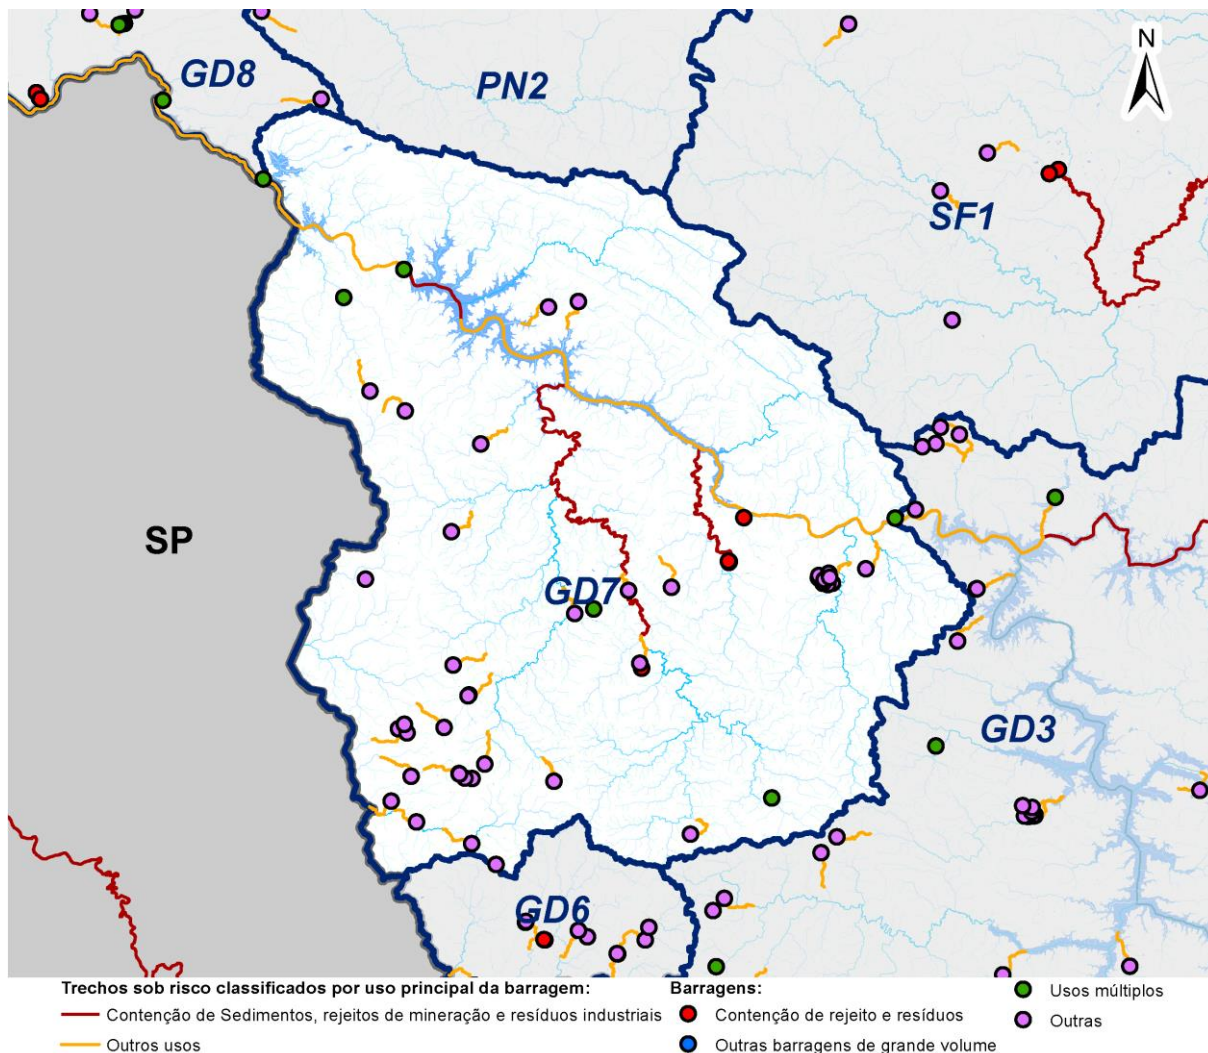 N
GD8
PN2
SF1
SP
GD7
GD3
GD6
Trechos sob risco classificados por uso principal da barragem:
Contenção de Sedimentos, rejeitos de mineração e resíduos industriais
Outros usos
Barragens:
Contenção de rejeito e resíduos
Outras barragens de grande volume
Usos múltiplos
Outras